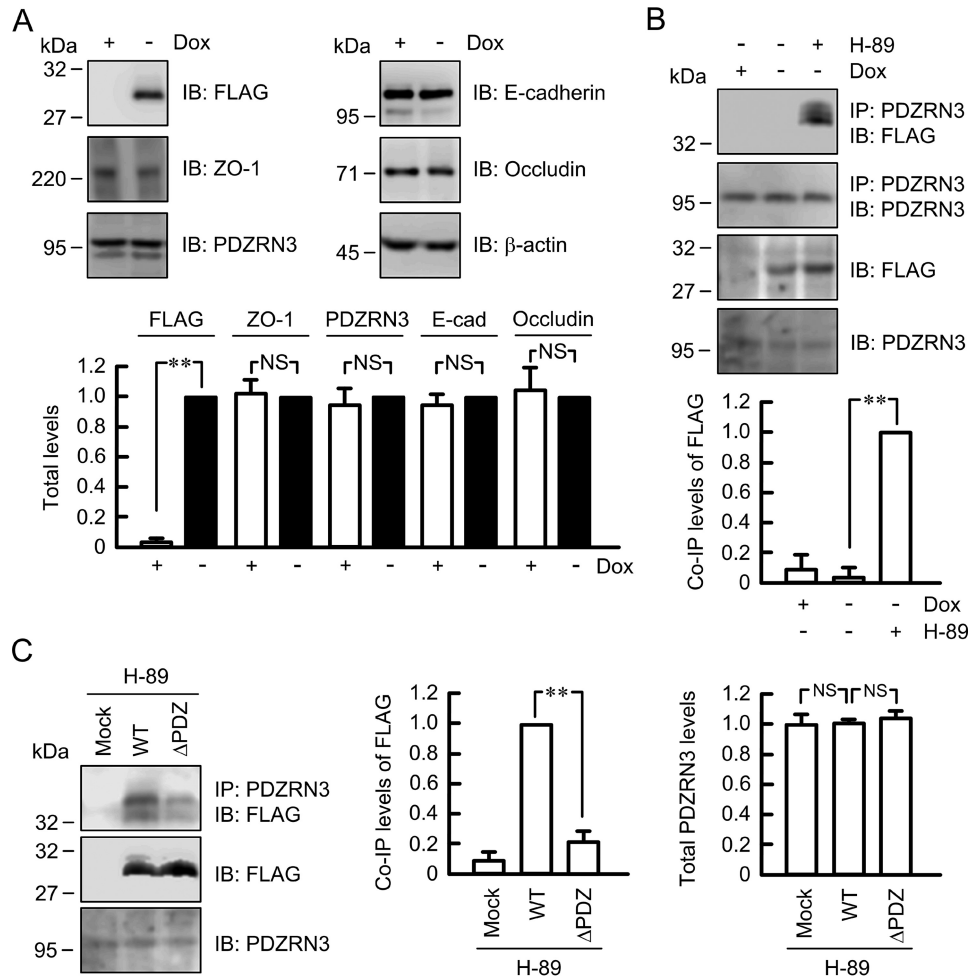 A
kDa + - Dox
32
27
IB: FLAG
220
IB: ZO-1
95
IB: PDZRN3
kDa + - Dox
95
IB: E-cadherin
71
IB: Occludin
45
IB: β-actin
FLAG ZO-1 PDZRN3 E-cad Occludin
** NS NS NS NS
Total levels
1.2
1.0
0.8
0.6
0.4
0.2
0
+ - + - + - + - + - Dox
B
- - + H-89
kDa + - - Dox
32
IP: PDZRN3
IB: FLAG
95
IP: PDZRN3
IB: PDZRN3
32
27
IB: FLAG
95
IB: PDZRN3
Co-IP levels of FLAG
1.2
1.0
0.8
0.6
0.4
0.2
0
**
+ - - Dox
- - + H-89
C
H-89
kDa Mock WT ΔPDZ
32
IP: PDZRN3
IB: FLAG
32
27
IB: FLAG
95
IB: PDZRN3
Co-IP levels of FLAG
1.2
1.0
0.8
0.6
0.4
0.2
0
**
Mock WT ΔPDZ
H-89
Total PDZRN3 levels
1.2
1.0
0.8
0.6
0.4
0.2
0
NS NS
Mock WT ΔPDZ
H-89